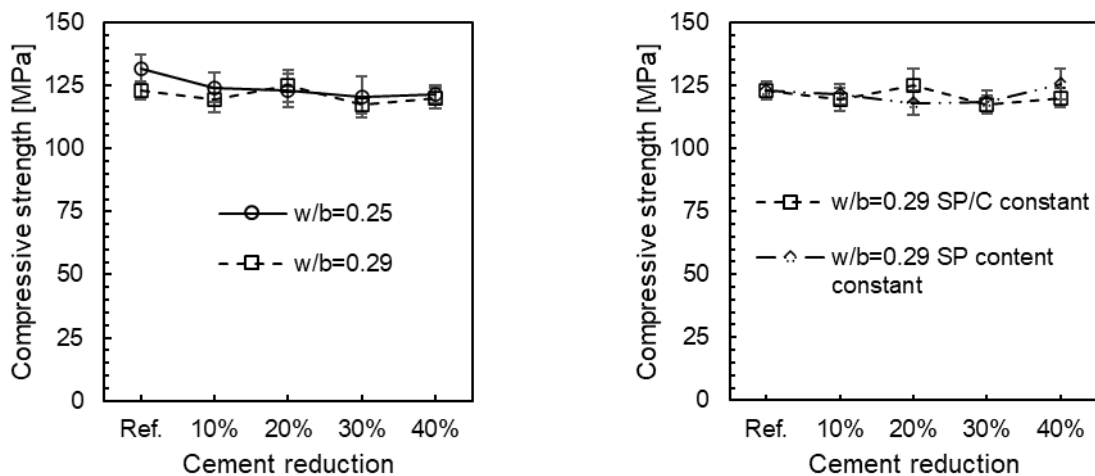 Compressive strength [MPa]
150
125
100
75
50
25
0
w/b=0.25
w/b=0.29
Ref. 10% 20% 30% 40%
Cement reduction
Compressive strength [MPa]
150
125
100
75
50
25
0
w/b=0.29 SP/C constant
w/b=0.29 SP content
constant
Ref. 10% 20% 30% 40%
Cement reduction